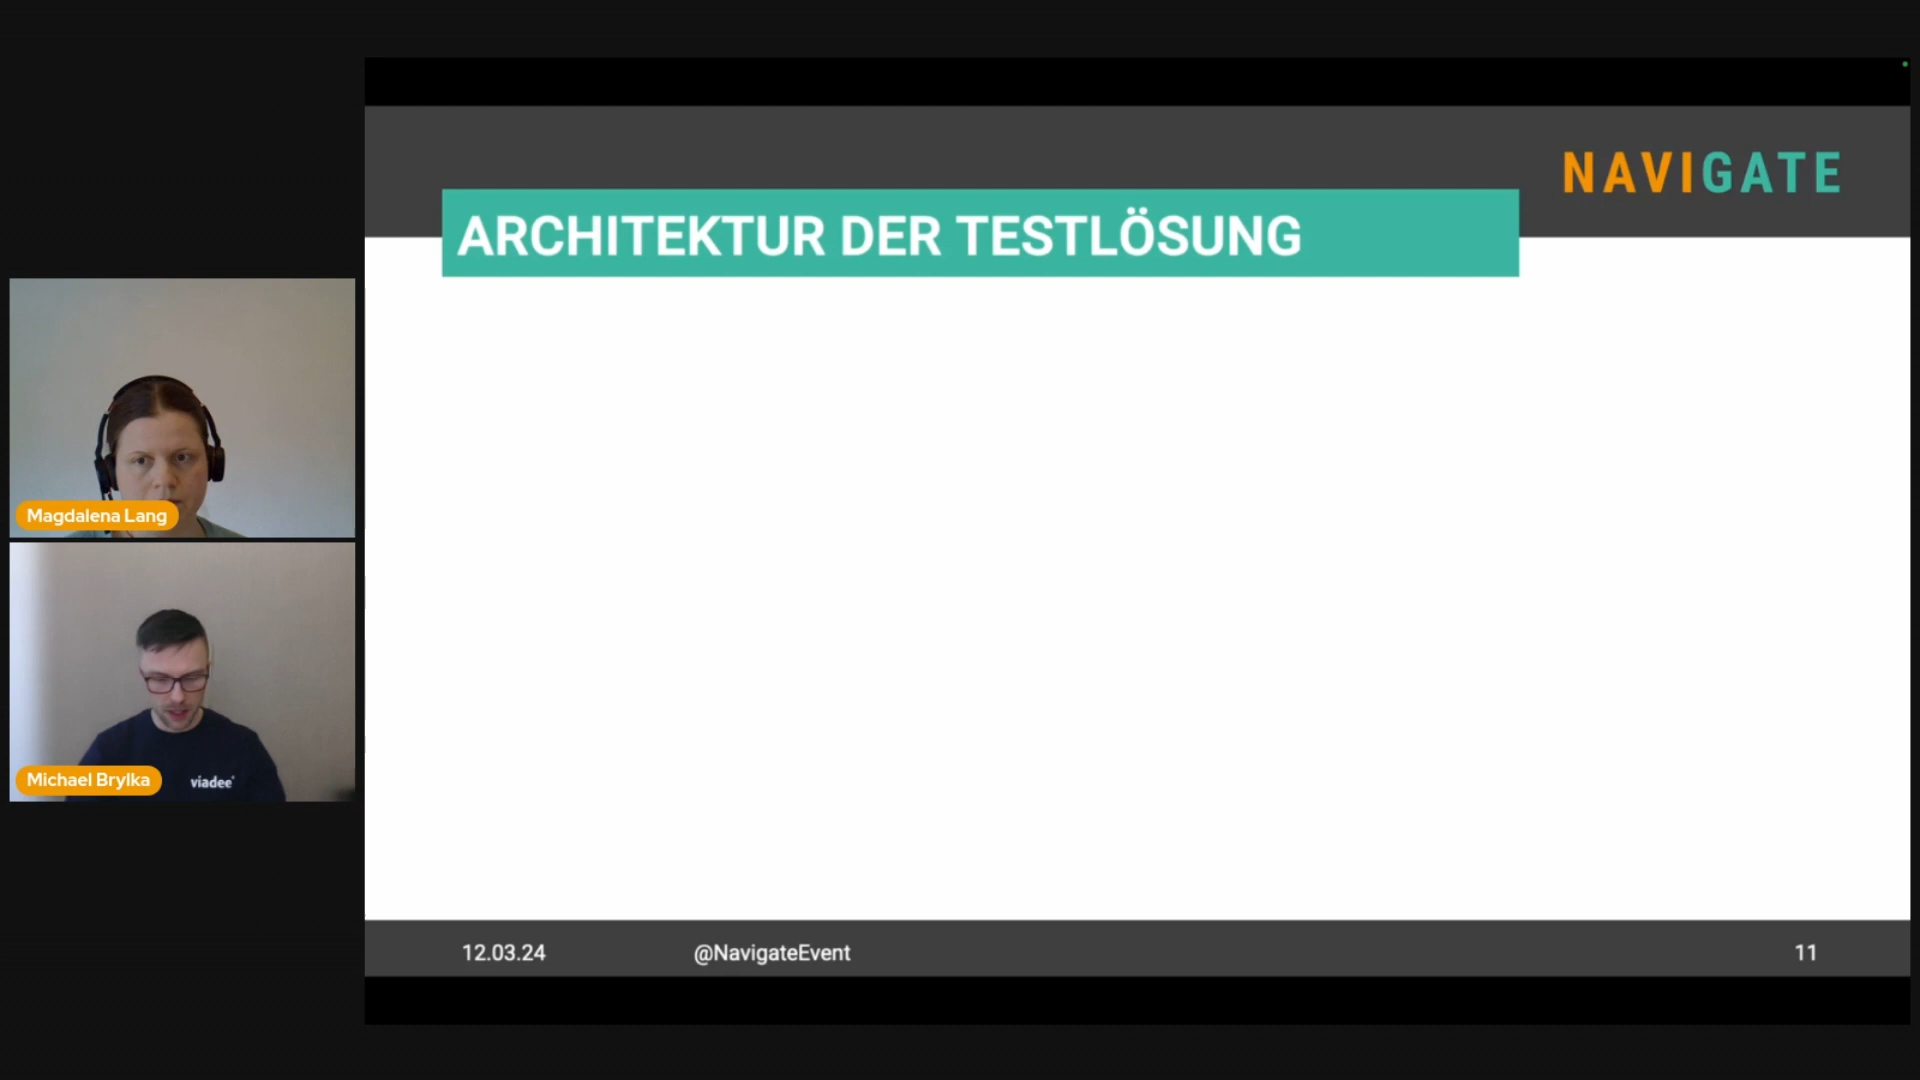 NAVIGATE
ARCHITEKTUR DER TESTLÖSUNG
Magdalena Lang
viadee
Michael Brylka
12.03.24
@NavigateEvent
11